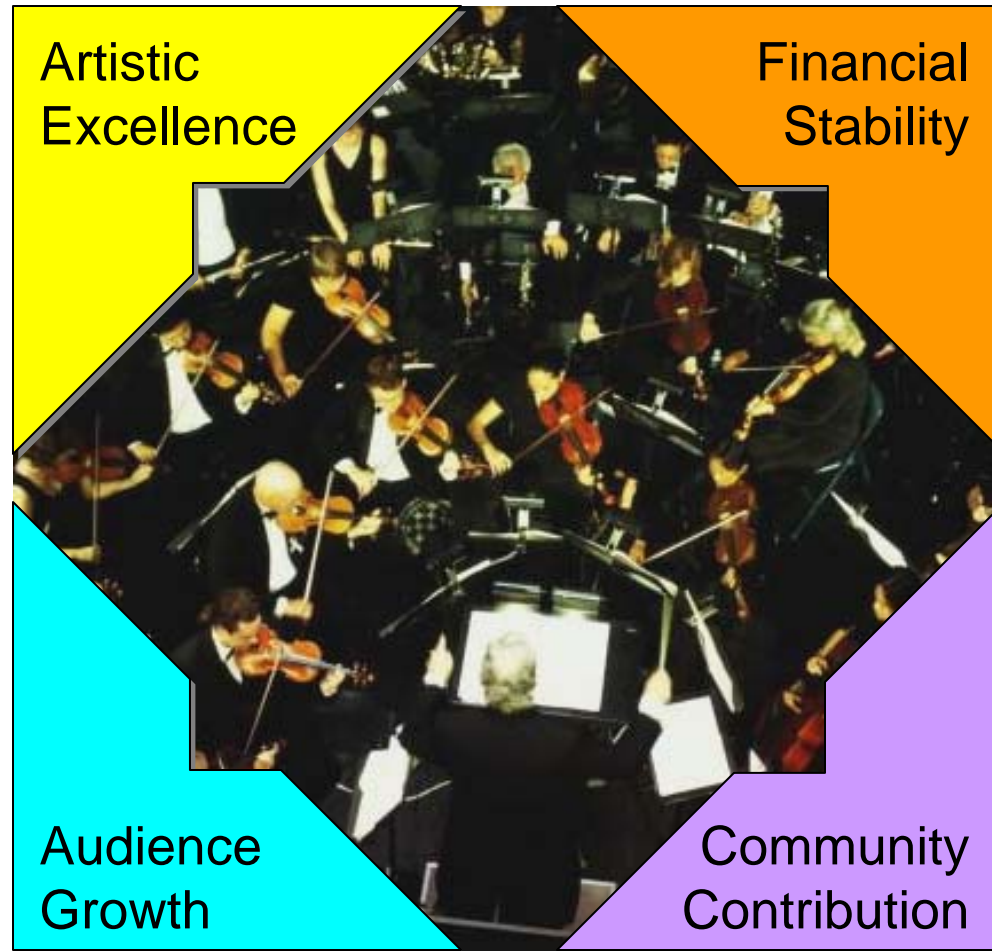 Artistic
Excellence
Financial
Stability
Audience
Growth
Community
Contribution